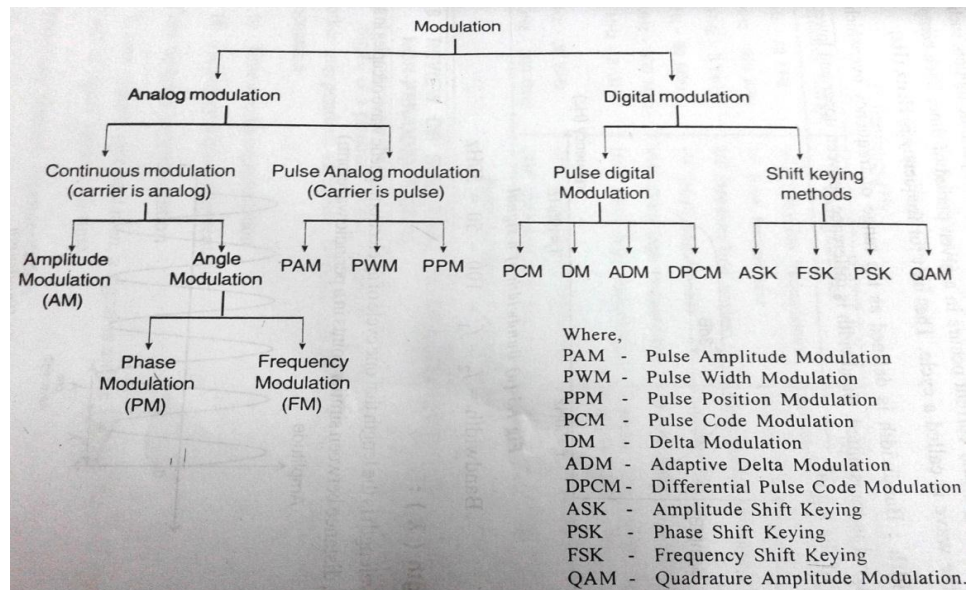 Modulation
Analog modulation
Digital modulation
Continuous modulation
(carrier is analog)
Pulse Analog modulation
(Carrier is pulse)
Pulse digital
Modulation
Shift keying
methods
Amplitude
Modulation
(AM)
Angle
Modulation
PAM PWM PPM
PCM DM ADM DPCM ASK FSK PSK QAM
Phase
Modulation
(PM)
Frequency
Modulation
(FM)
Where,
PAM - Pulse Amplitude Modulation
PWM - Pulse Width Modulation
PPM - Pulse Position Modulation
PCM - Pulse Code Modulation
DM - Delta Modulation
ADM - Adaptive Delta Modulation
DPCM - Differential Pulse Code Modulation
ASK - Amplitude Shift Keying
PSK - Phase Shift Keying
FSK - Frequency Shift Keying
QAM - Quadrature Amplitude Modulation.